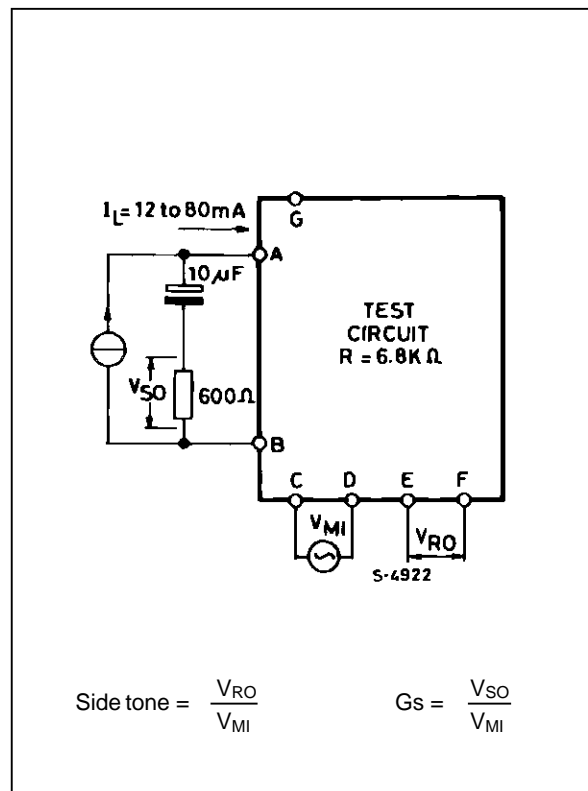 G
I_L = 12 to 80mA
A
10µF
TEST
CIRCUIT
R = 6.8KΩ
V_SO
600Ω
B
C D E F
V_MI
V_RO
S-4922
Side tone = V_RO / V_MI
Gs = V_SO / V_MI